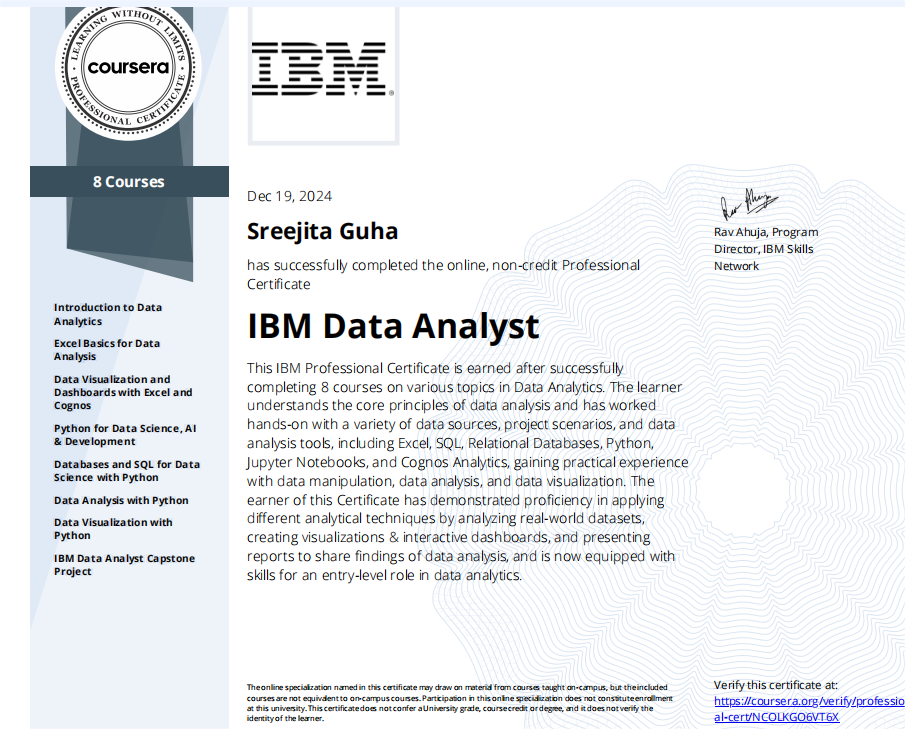 LEARNING WITHOUT LIMITS
coursera
PROFESSIONAL CERTIFICATE
IBM
8 Courses
Introduction to Data
Analytics
Excel Basics for Data
Analysis
Data Visualization and
Dashboards with Excel and
Cognos
Python for Data Science, AI
& Development
Databases and SQL for Data
Science with Python
Data Analysis with Python
Data Visualization with
Python
IBM Data Analyst Capstone
Project
Dec 19, 2024
Sreejita Guha
has successfully completed the online, non-credit Professional
Certificate
IBM Data Analyst
This IBM Professional Certificate is earned after successfully
completing 8 courses on various topics in Data Analytics. The learner
understands the core principles of data analysis and has worked
hands-on with a variety of data sources, project scenarios, and data
analysis tools, including Excel, SQL, Relational Databases, Python,
Jupyter Notebooks, and Cognos Analytics, gaining practical experience
with data manipulation, data analysis, and data visualization. The
earner of this Certificate has demonstrated proficiency in applying
different analytical techniques by analyzing real-world datasets,
creating visualizations & interactive dashboards, and presenting
reports to share findings of data analysis, and is now equipped with
skills for an entry-level role in data analytics.
Rav Ahuja
Rav Ahuja, Program
Director, IBM Skills
Network
The online specialization named in this certificate may draw on material from courses taught on-campus, but the included
courses are not equivalent to on-campus courses. Participation in this online specialization does not constitute enrollment
at this university. This certificate does not confer a University grade, course credit or degree, and it does not verify the
identity of the learner.
Verify this certificate at:
https://coursera.org/verify/professio
al-cert/NCOLKGO6VT6X